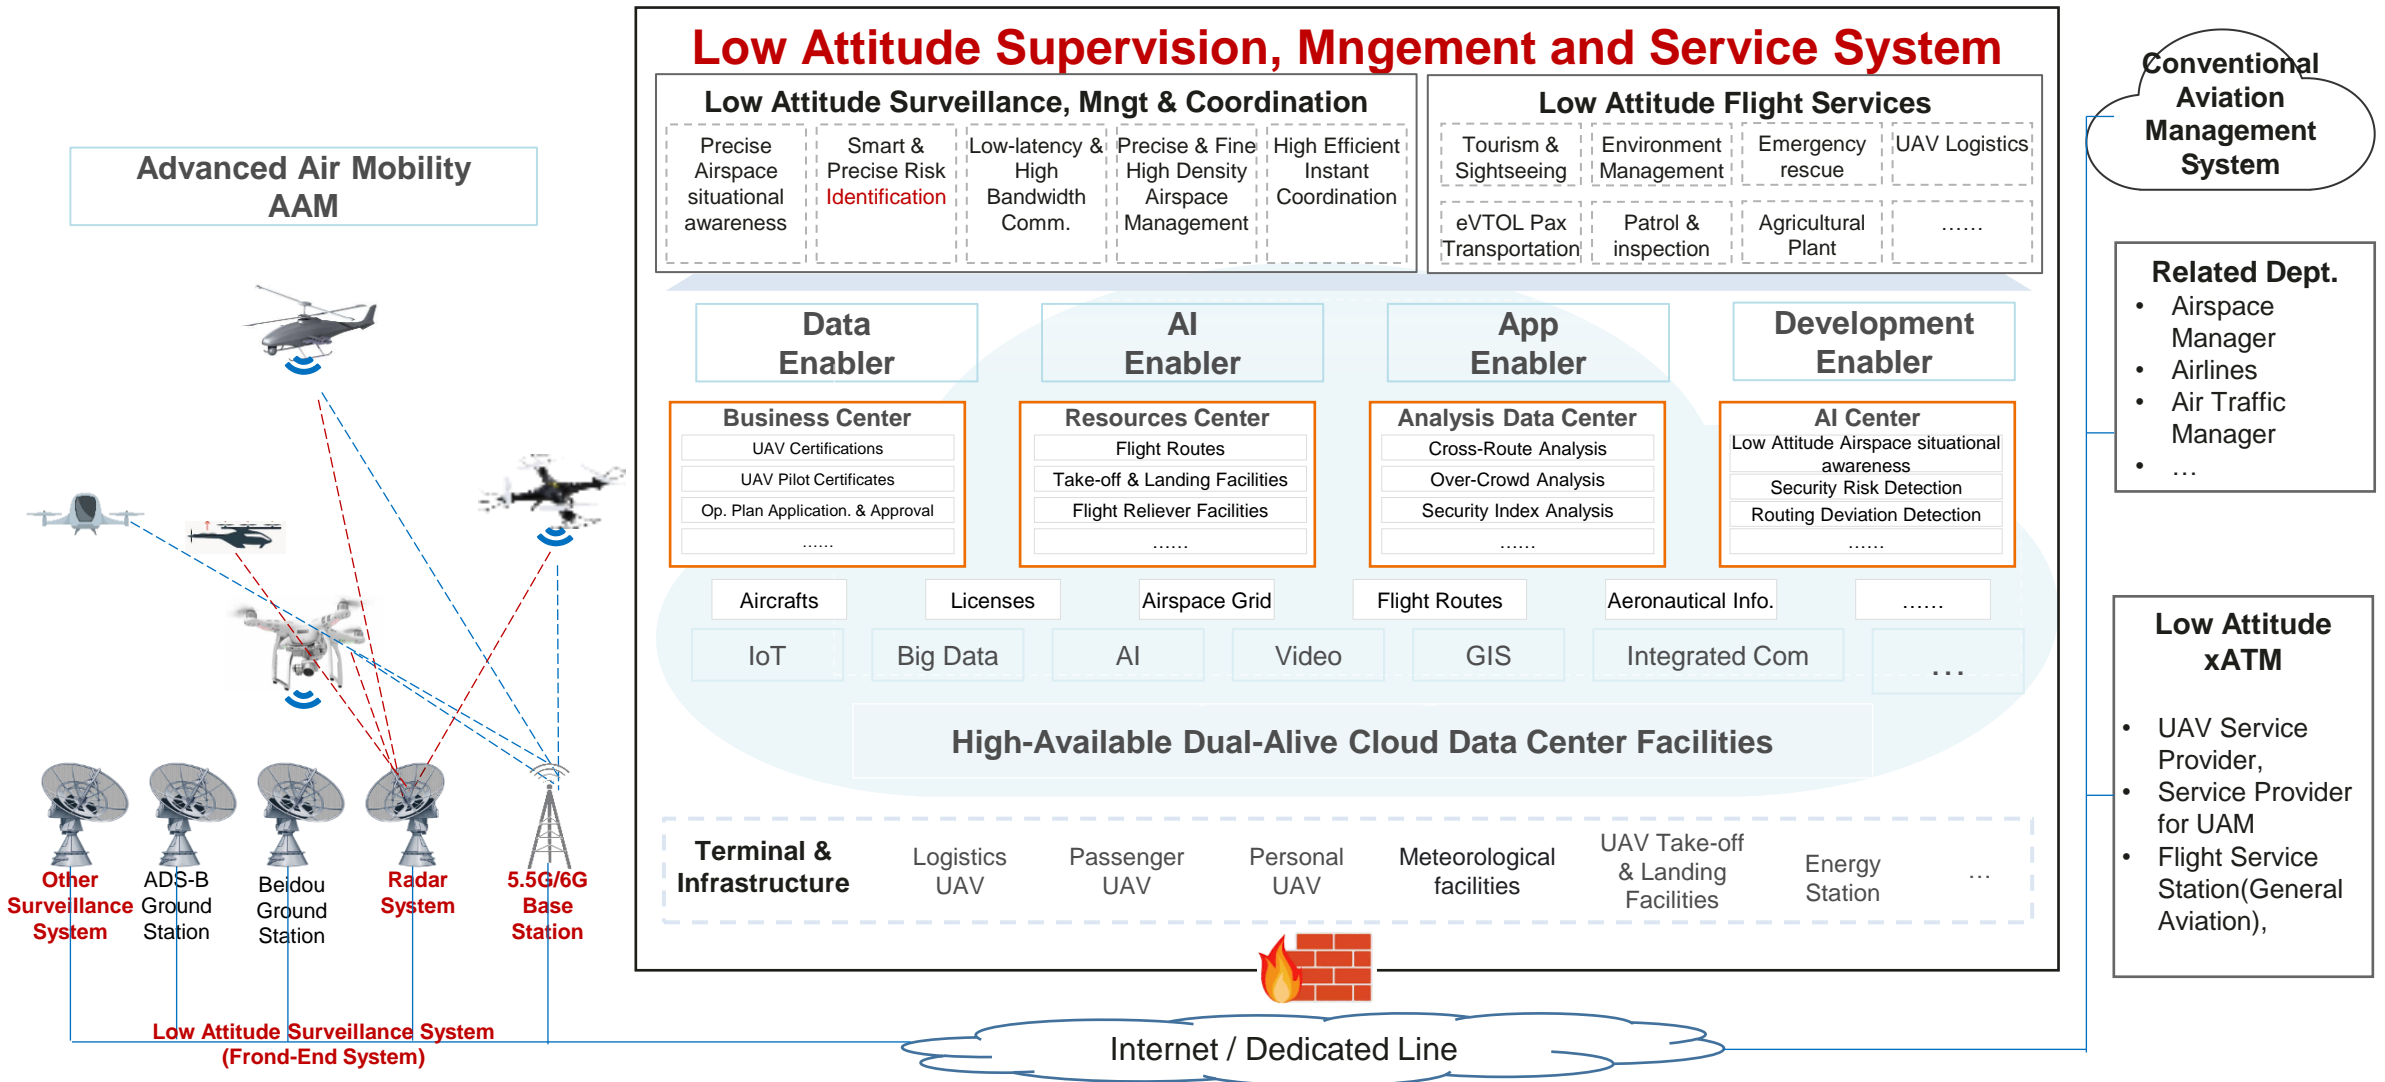 Low Attitude Supervision, Mngement and Service System
Low Attitude Surveillance, Mngt & Coordination
Precise
Airspace
situational
awareness
Smart &
Precise Risk
Identification
Low-latency &
High
Bandwidth
Comm.
Precise & Fine
High Density
Airspace
Management
High Efficient
Instant
Coordination
Low Attitude Flight Services
Tourism &
Sightseeing
Environment
Management
Emergency
rescue
UAV Logistics
eVTOL Pax
Transportation
Patrol &
inspection
Agricultural
Plant
……
Advanced Air Mobility
AAM
Data
Enabler
AI
Enabler
App
Enabler
Development
Enabler
Business Center
UAV Certifications
UAV Pilot Certificates
Op. Plan Application. & Approval
……
Resources Center
Flight Routes
Take-off & Landing Facilities
Flight Reliever Facilities
……
Analysis Data Center
Cross-Route Analysis
Over-Crowd Analysis
Security Index Analysis
……
AI Center
Low Attitude Airspace situational
awareness
Security Risk Detection
Routing Deviation Detection
……
Aircrafts
Licenses
Airspace Grid
Flight Routes
Aeronautical Info.
……
IoT
Big Data
AI
Video
GIS
Integrated Com
…
High-Available Dual-Alive Cloud Data Center Facilities
Terminal &
Infrastructure
Logistics
UAV
Passenger
UAV
Personal
UAV
Meteorological
facilities
UAV Take-off
& Landing
Facilities
Energy
Station
…
Other
Surveillance
System
ADS-B
Ground
Station
Beidou
Ground
Station
Radar
System
5.5G/6G
Base
Station
Low Attitude Surveillance System
(Frond-End System)
Internet / Dedicated Line
Conventional
Aviation
Management
System
Related Dept.
• Airspace
Manager
• Airlines
• Air Traffic
Manager
• …
Low Attitude
xATM
• UAV Service
Provider,
• Service Provider
for UAM
• Flight Service
Station(General
Aviation),